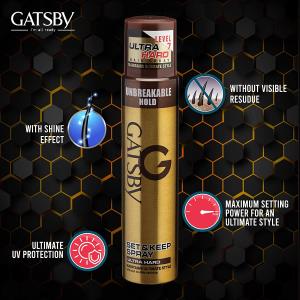 GATSBY
I'm all ready
LEVEL
7
ULTRA
HARD
UNBREAKABLE
HOLD
GATSBY
G
SET & KEEP
SPRAY
ULTRA HARD
WITH SHINE
EFFECT
ULTIMATE
UV PROTECTION
WITHOUT VISIBLE
RESUDUE
MAXIMUM SETTING
POWER FOR AN
ULTIMATE STYLE